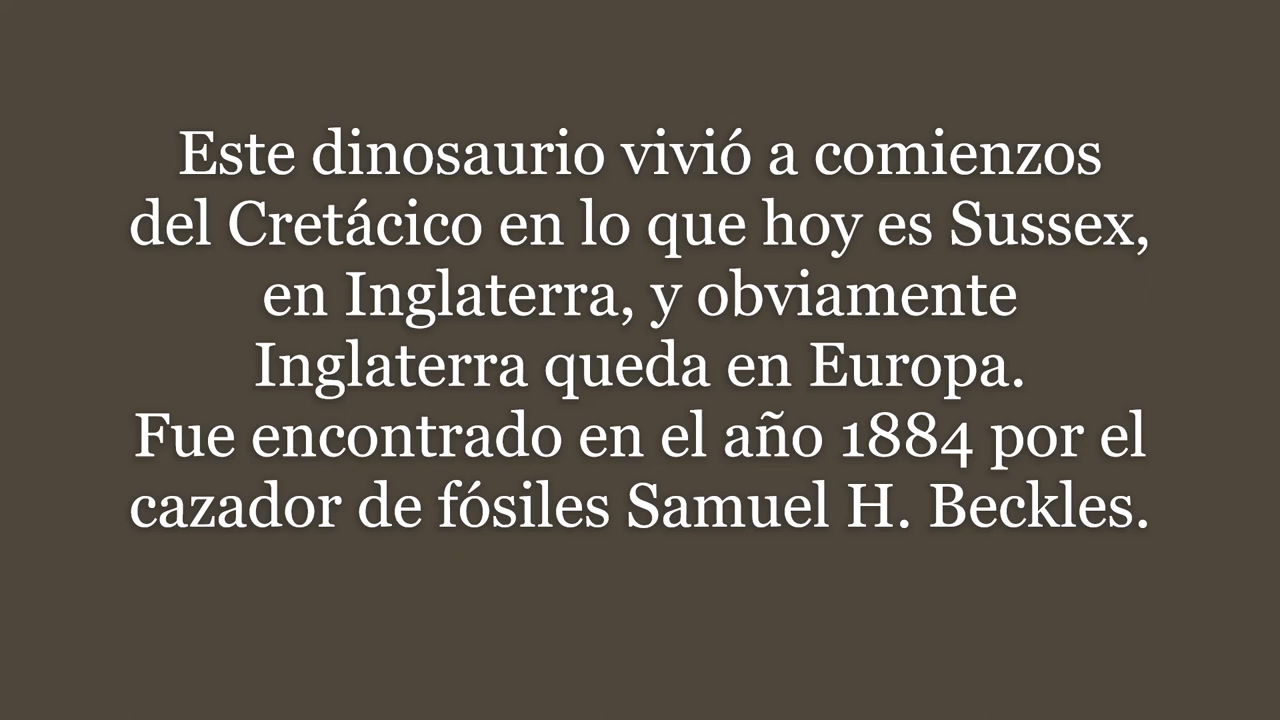 Este dinosaurio vivió a comienzos
del Cretácico en lo que hoy es Sussex,
en Inglaterra, y obviamente
Inglaterra queda en Europa.
Fue encontrado en el año 1884 por el
cazador de fósiles Samuel H. Beckles.